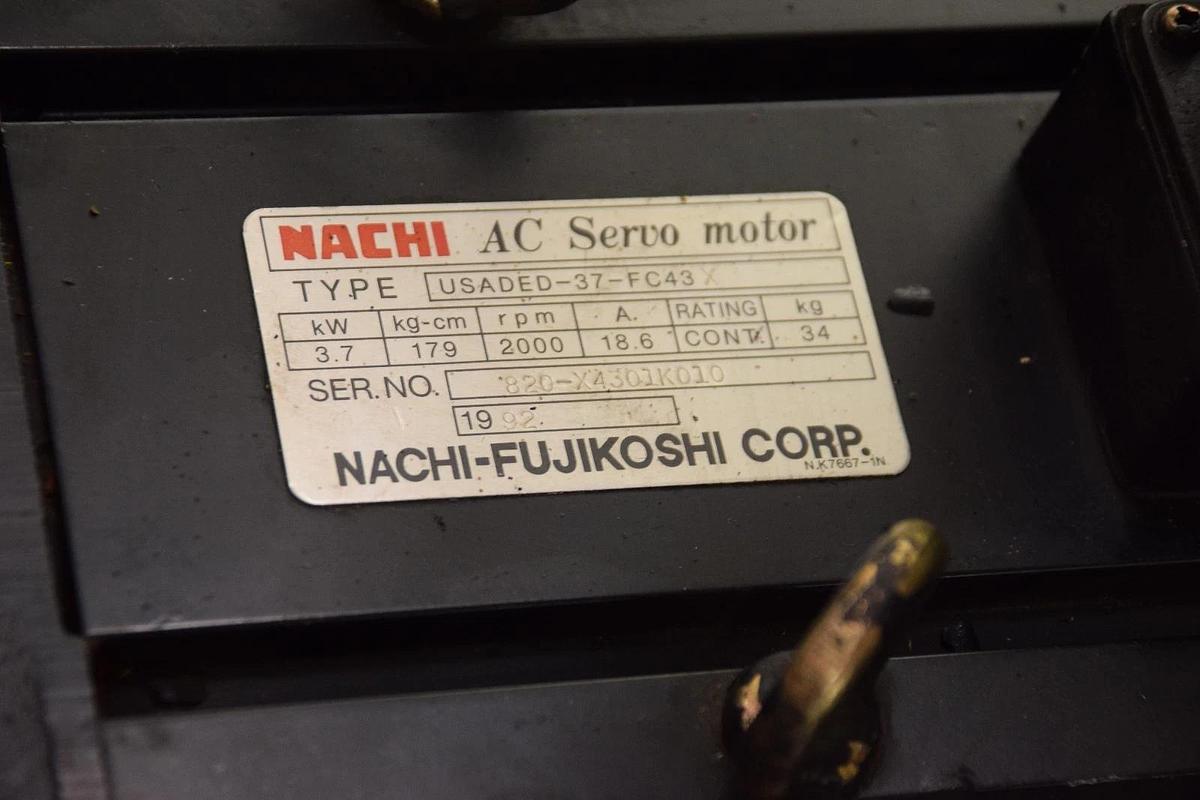 NACHI AC Servo motor
TYPE USADED-37-FC43X
kW kg-cm rpm A. RATING kg
3.7 179 2000 18.6 CONT. 34
SER.NO. 820-X4301K010
1992
NACHI-FUJIKOSHI CORP.
N.K7667-1N